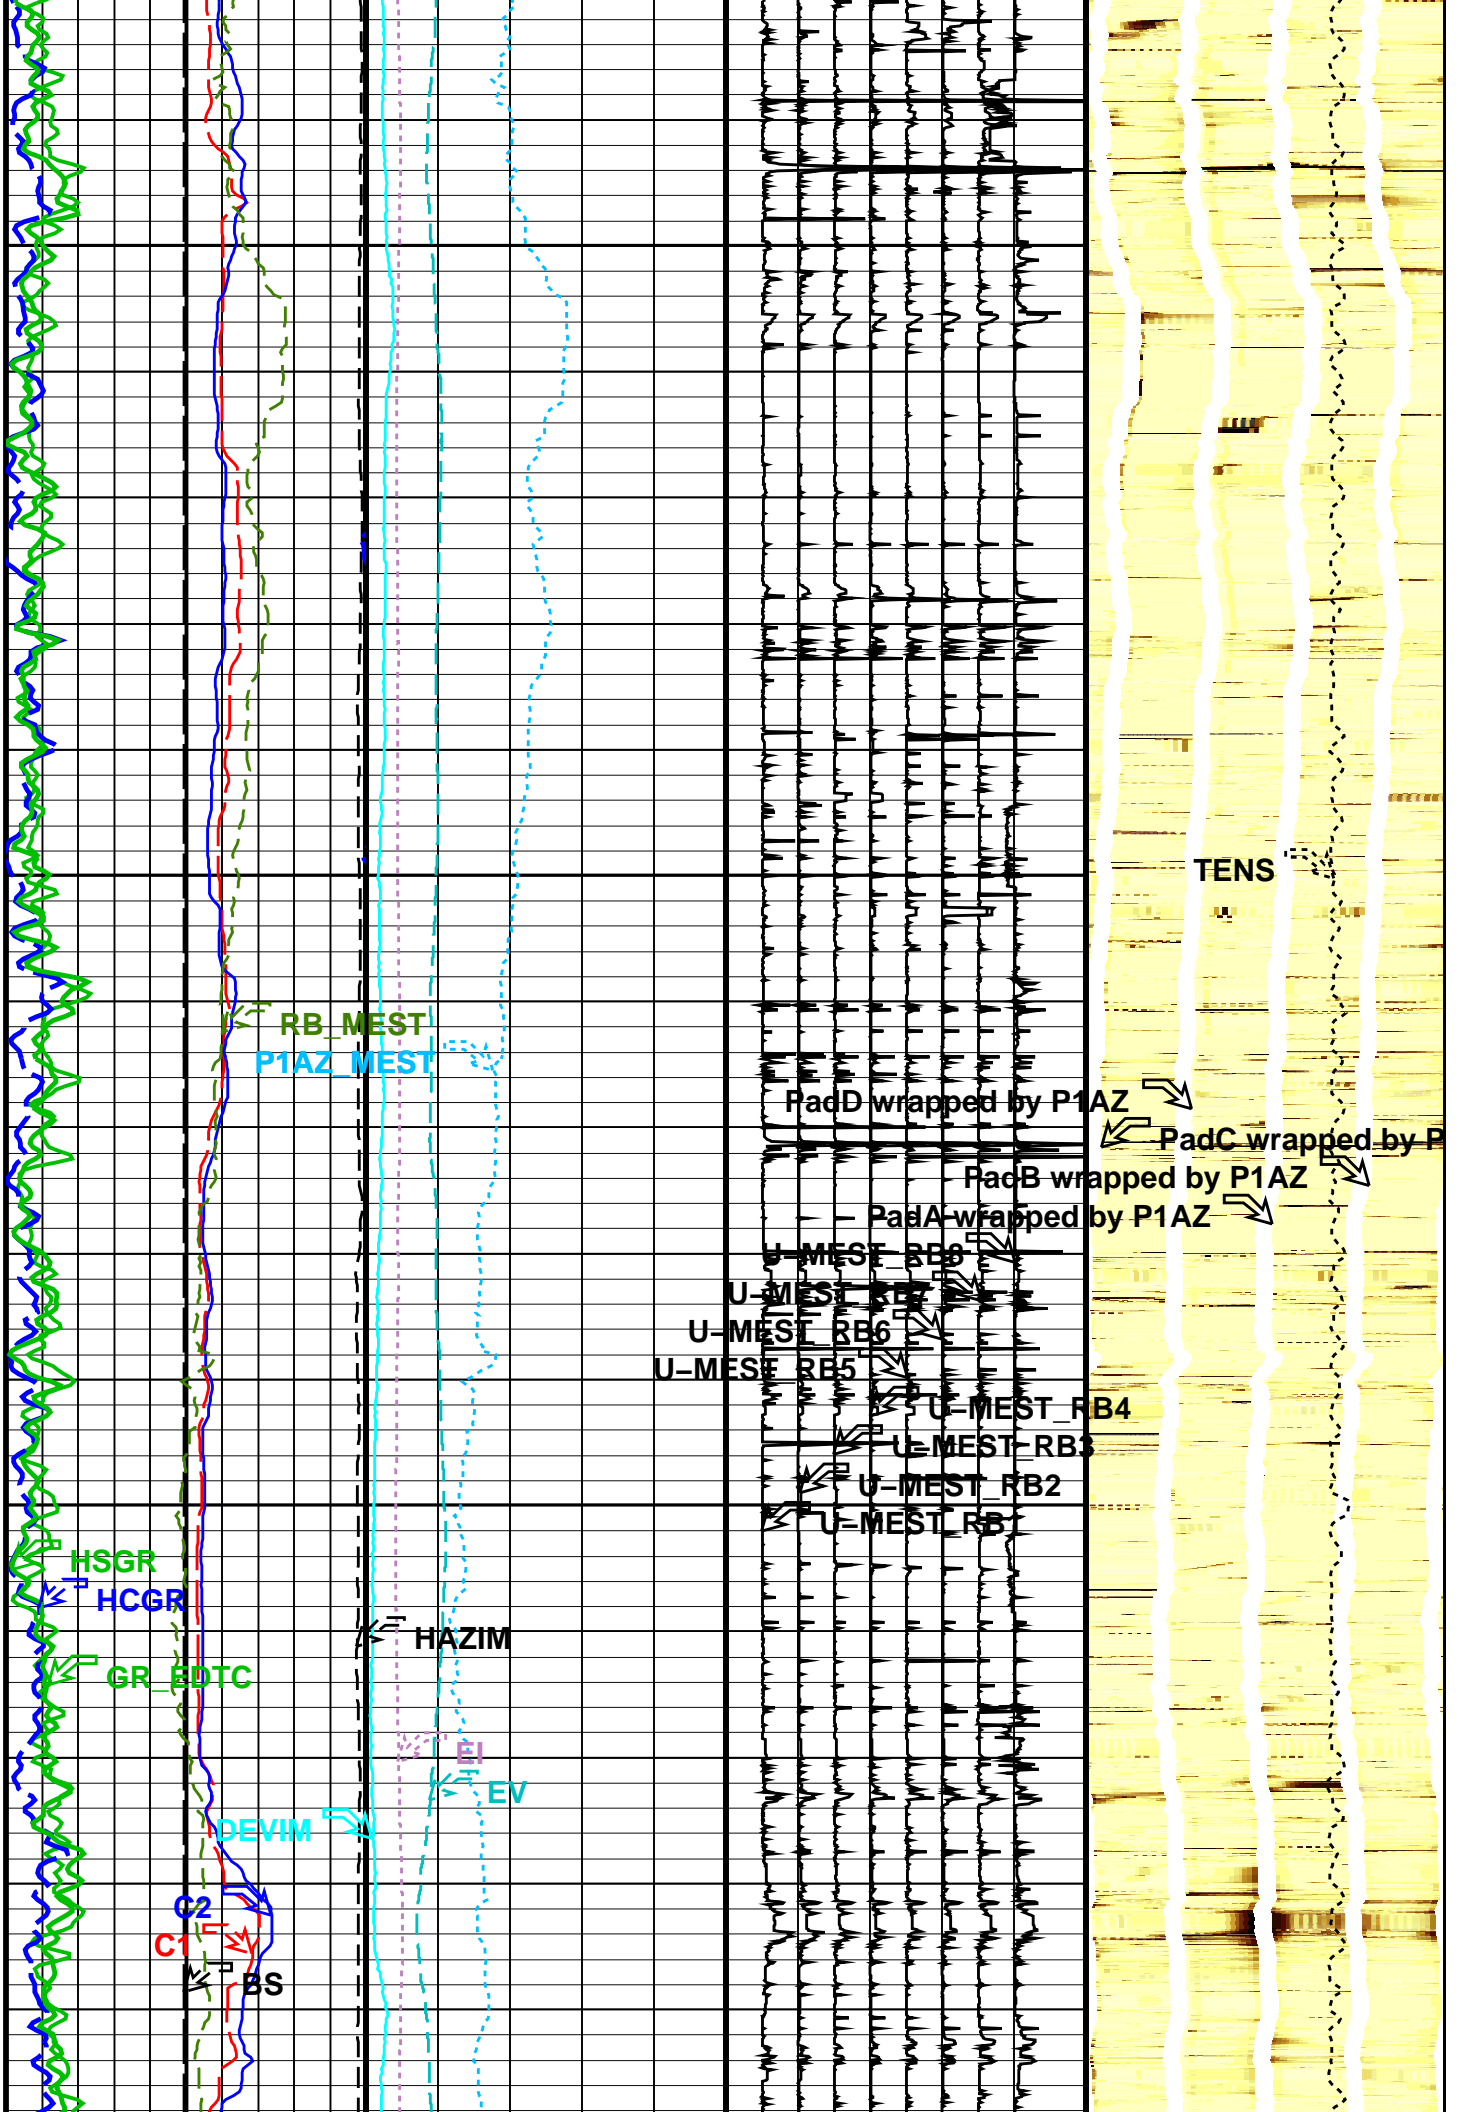 TENS
RB_MEST
P1AZ_MEST
PadD wrapped by P1AZ
PadC wrapped by P
PadB wrapped by P1AZ
PadA wrapped by P1AZ
U-MEST_RB8
U-MEST_RB7
U-MEST_RB6
U-MEST_RB5
U-MEST_RB4
U-MEST_RB3
U-MEST_RB2
U-MEST_RB
HSGR
HCGR
HAZIM
GR_EDTC
EI
EV
DEVIM
C2
C1
BS